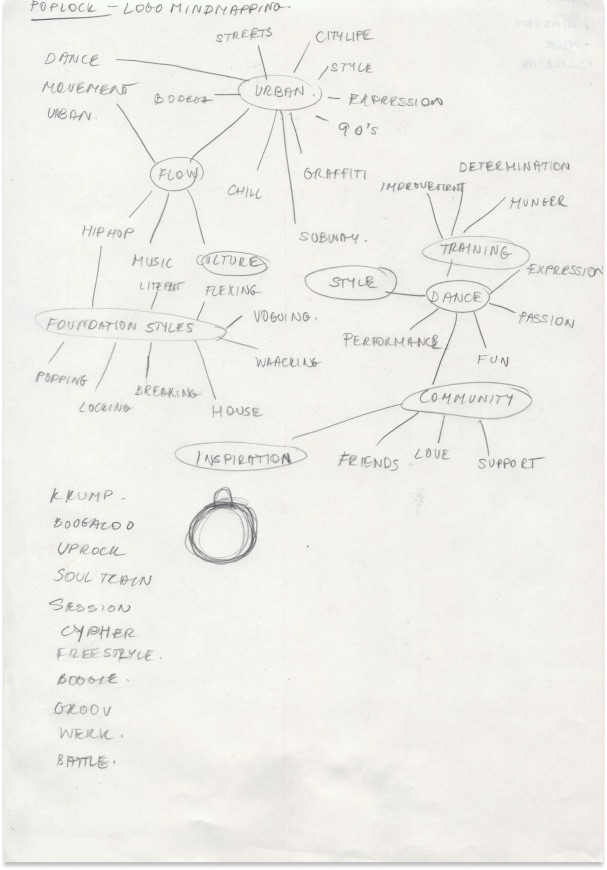 POPLOCK – LOGO MINDMAPPING.
STREETS
CITYLIFE
DANCE
STYLE
MOVEMENT
URBAN.
EXPRESSION
URBAN.
90'S
FLOW
GRAFFITI
CHILL
DETERMINATION
IMPROVEMENT
HUNGER
HIPHOP
SUBWAY.
MUSIC
CULTURE
TRAINING
EXPRESSION
STYLE
DANCE
LITEFEET
FLEXING
VOGUING.
PASSION
FOUNDATION STYLES
PERFORMANCE
WAACKING
FUN
POPPING
LOCKING
BREAKING
HOUSE
COMMUNITY
INSPIRATION
FRIENDS
LOVE
SUPPORT
KRUMP.
BOOGALOO
UPROCK
SOUL TRAIN
SESSION
CYPHER
FREESTYLE.
BOOGIE.
GROOV
WERK.
BATTLE.